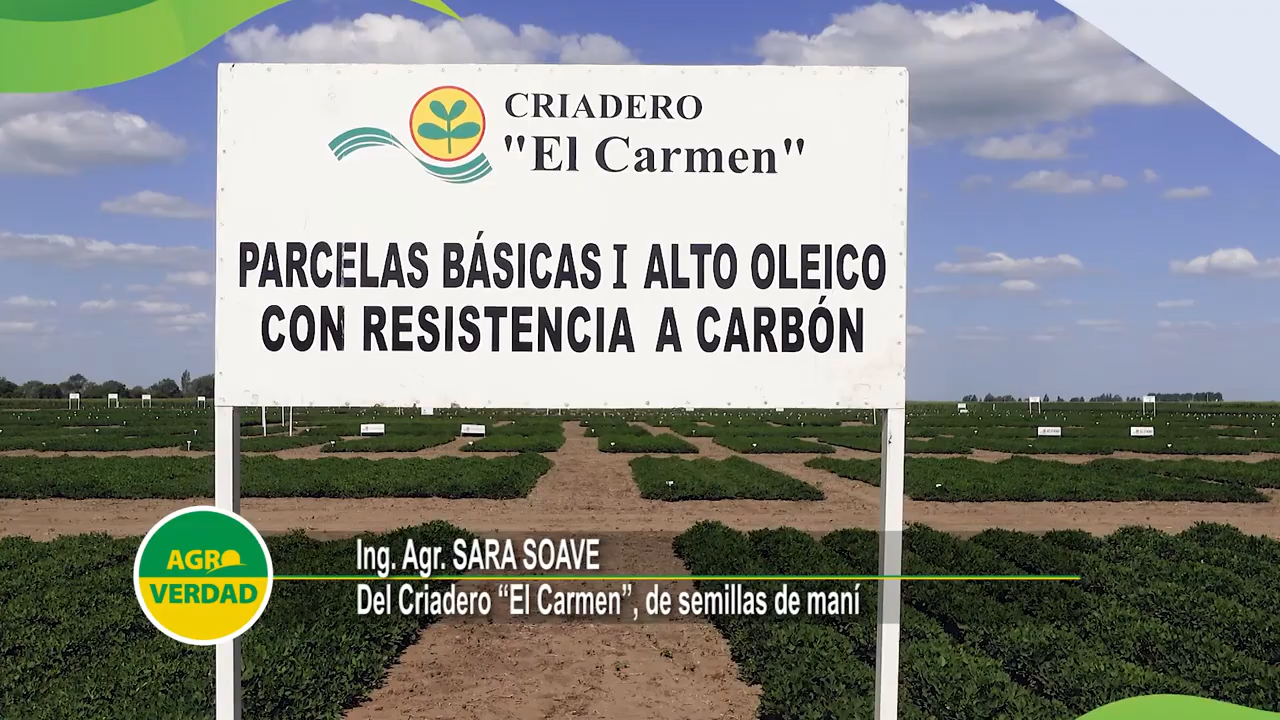 CRIADERO
"El Carmen"
PARCELAS BÁSICAS I ALTO OLEICO
CON RESISTENCIA A CARBÓN
Ing. Agr. SARA SOAVE
Del Criadero “El Carmen”, de semillas de maní
AGRO
VERDAD